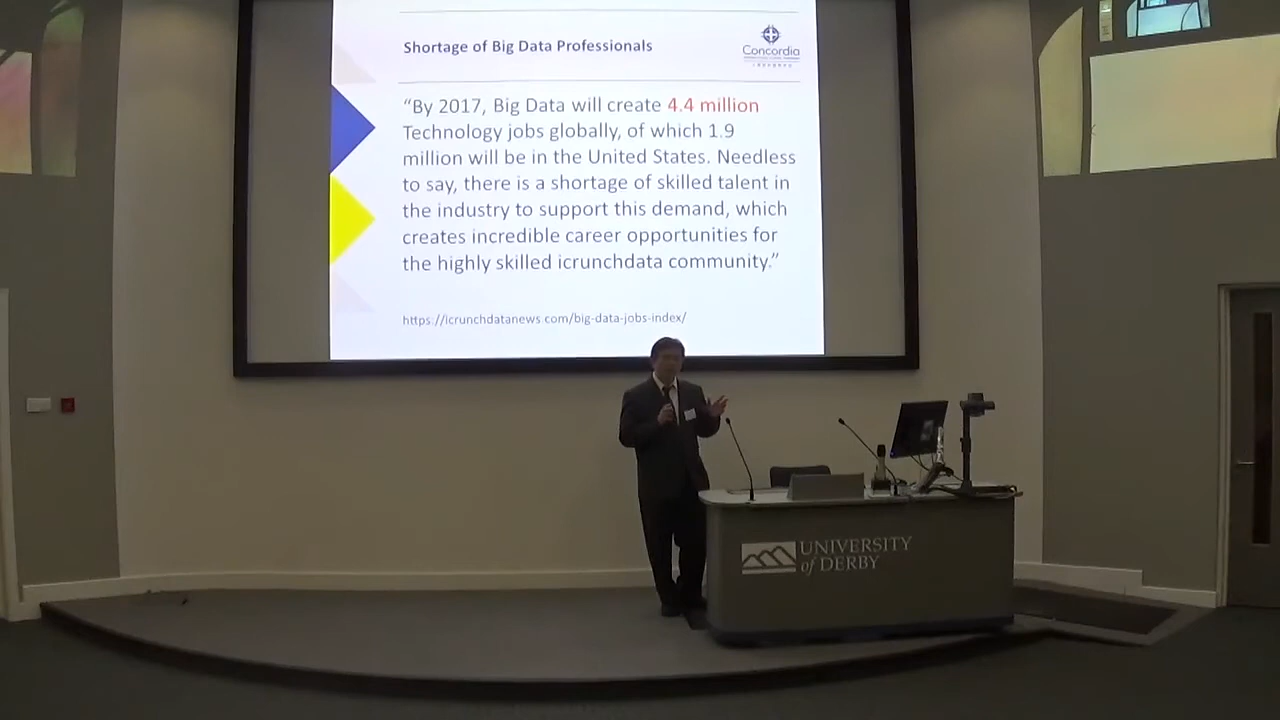 Shortage of Big Data Professionals
Concordia
“By 2017, Big Data will create 4.4 million
Technology jobs globally, of which 1.9
million will be in the United States. Needless
to say, there is a shortage of skilled talent in
the industry to support this demand, which
creates incredible career opportunities for
the highly skilled icrunchdata community.”
https://icrunchdatanews.com/big-data-jobs-index/
UNIVERSITY
of DERBY